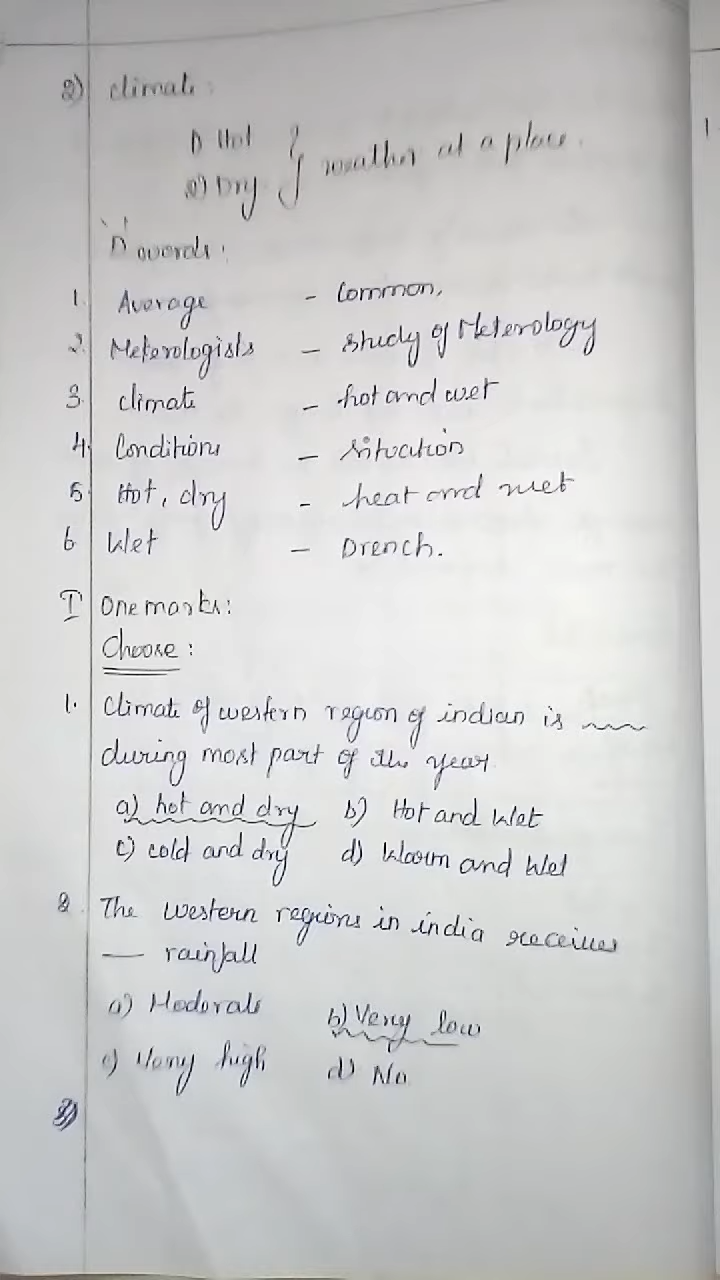 2) climate:
1) Hot
2) Dry } weather at a place.
1) words:
1. Average - Common,
2. Meterologists - study of Meterology
3. climate - hot and wet
4. Conditions - situation
5. Hot, dry - heat and wet
6 Wet - Drench.
I One marks:
Choose:
1. Climate of western region of indian is ~~~
during most part of the year
a) hot and dry b) Hot and Wet
c) cold and dry d) Warm and Wet
2. The western regions in india receives
— rainfall
a) Moderate b) Very low
c) Very high d) No
3)
1.